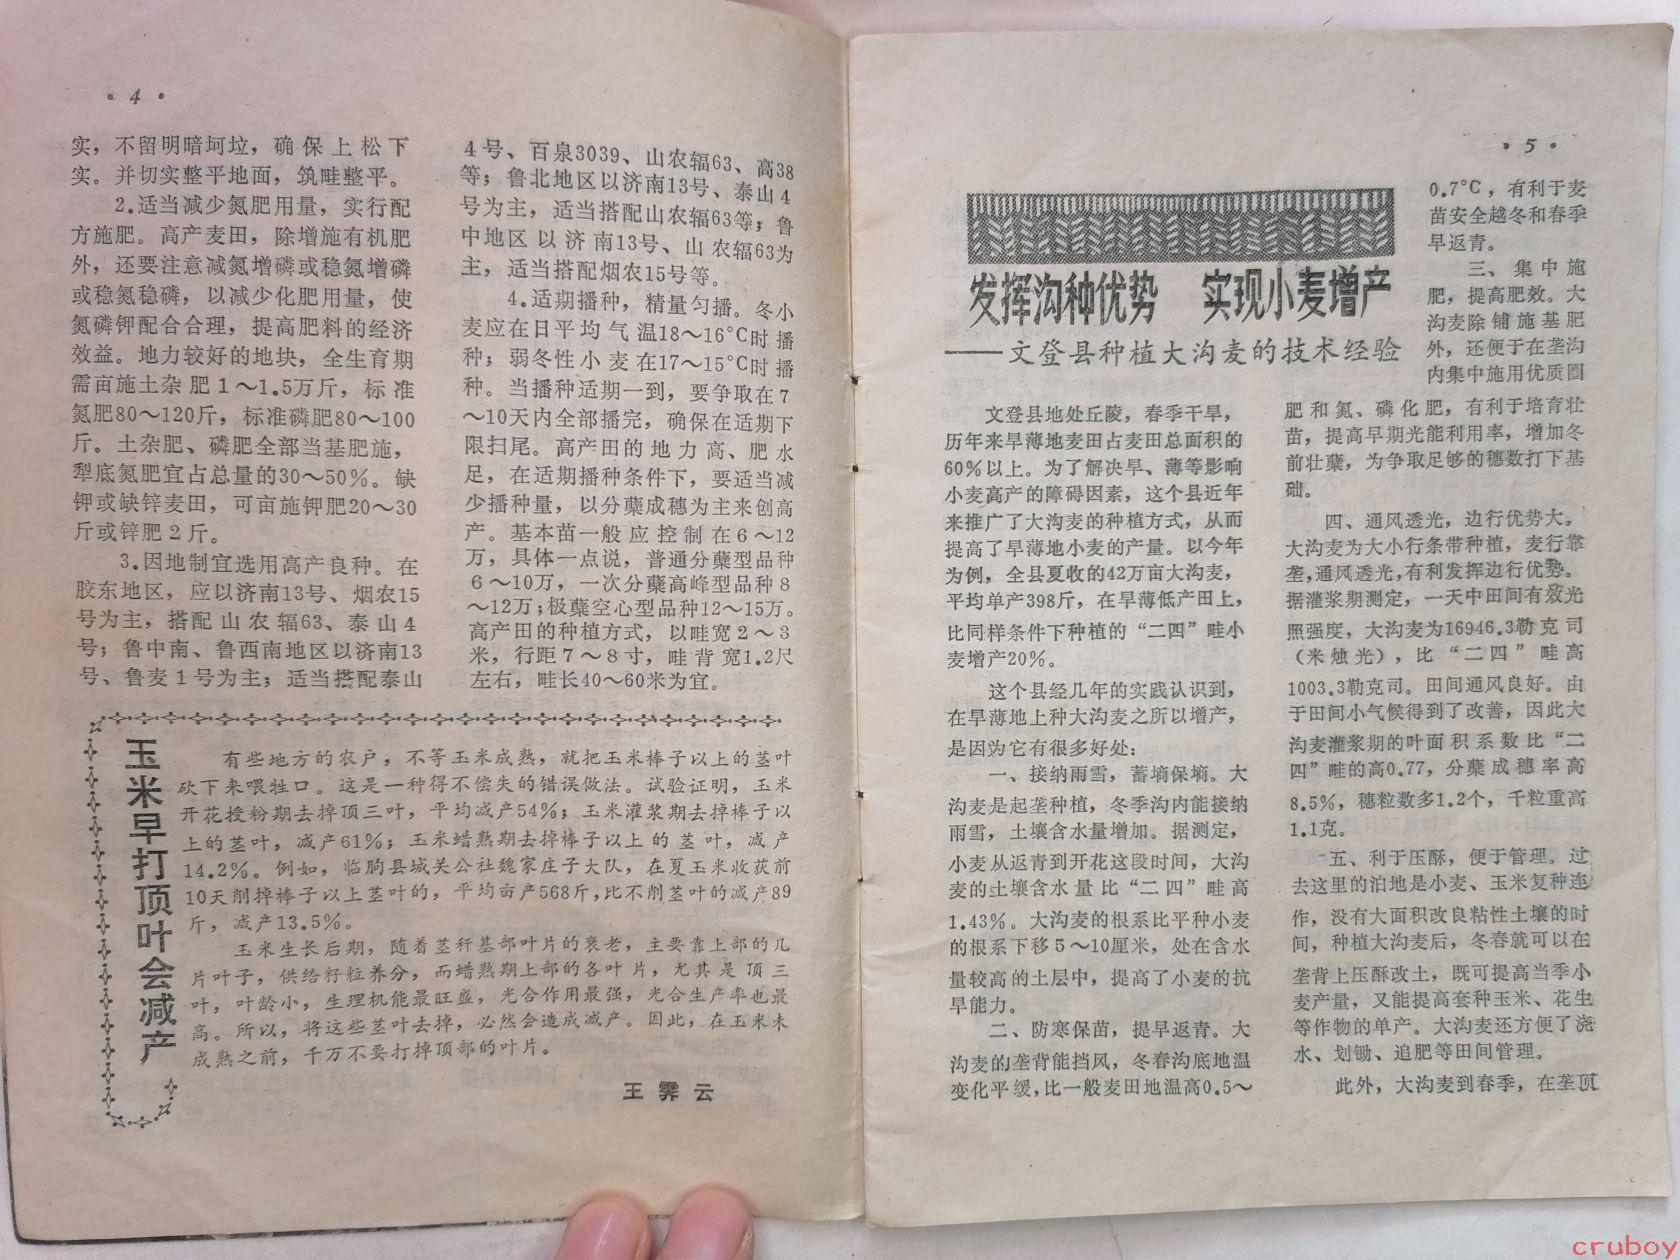 • 4 •
实，不留明暗坷垃，确保上松下
实。并切实整平地面，筑畦整平。
2.适当减少氮肥用量，实行配
方施肥。高产麦田，除增施有机肥
外，还要注意减氮增磷或稳氮增磷
或稳氮稳磷，以减少化肥用量，使
氮磷钾配合合理，提高肥料的经济
效益。地力较好的地块，全生育期
需亩施土杂肥1～1.5万斤，标准
氮肥80～120斤，标准磷肥80～100
斤。土杂肥、磷肥全部当基肥施，
犁底氮肥宜占总量的30～50%。缺
钾或缺锌麦田，可亩施钾肥20～30
斤或锌肥2斤。
3.因地制宜选用高产良种。在
胶东地区，应以济南13号、烟农15
号为主，搭配山农辐63、泰山4
号；鲁中南、鲁西南地区以济南13
号、鲁麦1号为主；适当搭配泰山
4号、百泉3039、山农辐63、高38
等；鲁北地区以济南13号、泰山4
号为主，适当搭配山农辐63等；鲁
中地区以济南13号、山农辐63为
主，适当搭配烟农15号等。
4.适期播种，精量匀播。冬小
麦应在日平均气温18～16°C时播
种；弱冬性小麦在17～15°C时播
种。当播种适期一到，要争取在7
～10天内全部播完，确保在适期下
限扫尾。高产田的地力高、肥水
足，在适期播种条件下，要适当减
少播种量，以分蘖成穗为主来创高
产。基本苗一般应控制在6～12
万，具体一点说，普通分蘖型品种
6～10万，一次分蘖高峰型品种8
～12万；极蘖空心型品种12～15万。
高产田的种植方式，以畦宽2～3
米，行距7～8寸，畦背宽1.2尺
左右，畦长40～60米为宜。
玉米早打顶叶会减产
有些地方的农户，不等玉米成熟，就把玉米棒子以上的茎叶
砍下来喂牲口。这是一种得不偿失的错误做法。试验证明，玉米
开花授粉期去掉顶三叶，平均减产54%；玉米灌浆期去掉棒子以
上的茎叶，减产61%；玉米蜡熟期去掉棒子以上的茎叶，减产
14.2%。例如，临朐县城关公社魏家庄子大队，在夏玉米收获前
10天削掉棒子以上茎叶的，平均亩产568斤，比不削茎叶的减产89
斤，减产13.5%。
玉米生长后期，随着茎秆基部叶片的衰老，主要靠上部的几
片叶子，供给籽粒养分，而蜡熟期上部的各叶片，尤其是顶三
叶，叶龄小，生理机能最旺盛，光合作用最强，光合生产率也最
高。所以，将这些茎叶去掉，必然会造成减产。因此，在玉米未
成熟之前，千万不要打掉顶部的叶片。
王霁云
• 5 •
发挥沟种优势 实现小麦增产
——文登县种植大沟麦的技术经验
文登县地处丘陵，春季干旱，
历年来旱薄地麦田占麦田总面积的
60%以上。为了解决旱、薄等影响
小麦高产的障碍因素，这个县近年
来推广了大沟麦的种植方式，从而
提高了旱薄地小麦的产量。以今年
为例，全县夏收的42万亩大沟麦，
平均单产398斤，在旱薄低产田上，
比同样条件下种植的“二四”畦小
麦增产20%。
这个县经几年的实践认识到，
在旱薄地上种大沟麦之所以增产，
是因为它有很多好处：
一、接纳雨雪，蓄墒保墒。大
沟麦是起垄种植，冬季沟内能接纳
雨雪，土壤含水量增加。据测定，
小麦从返青到开花这段时间，大沟
麦的土壤含水量比“二四”畦高
1.43%。大沟麦的根系比平种小麦
的根系下移5～10厘米，处在含水
量较高的土层中，提高了小麦的抗
旱能力。
二、防寒保苗，提早返青。大
沟麦的垄背能挡风，冬春沟底地温
变化平缓，比一般麦田地温高0.5～
0.7°C，有利于麦
苗安全越冬和春季
早返青。
三、集中施
肥，提高肥效。大
沟麦除铺施基肥
外，还便于在垄沟
内集中施用优质圈
肥和氮、磷化肥，有利于培育壮
苗，提高早期光能利用率，增加冬
前壮蘖，为争取足够的穗数打下基
础。
四、通风透光，边行优势大。
大沟麦为大小行条带种植，麦行靠
垄，通风透光，有利发挥边行优势。
据灌浆期测定，一天中田间有效光
照强度，大沟麦为16946.3勒克司
（米烛光），比“二四”畦高
1003.3勒克司。田间通风良好。由
于田间小气候得到了改善，因此大
沟麦灌浆期的叶面积系数比“二
四”畦的高0.77，分蘖成穗率高
8.5%，穗粒数多1.2个，千粒重高
1.1克。
五、利于压酥，便于管理。过
去这里的泊地是小麦、玉米复种连
作，没有大面积改良粘性土壤的时
间，种植大沟麦后，冬春就可以在
垄背上压酥改土，既可提高当季小
麦产量，又能提高套种玉米、花生
等作物的单产。大沟麦还方便了浇
水、划锄、追肥等田间管理。
此外，大沟麦到春季，在垄顶
cruboy